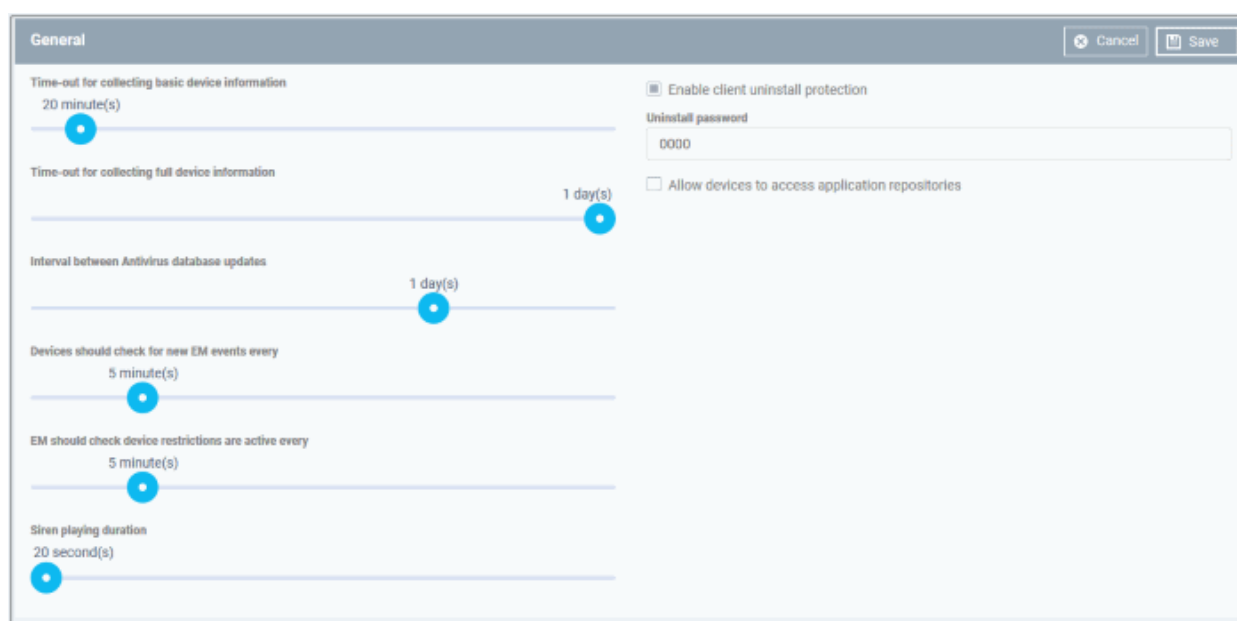 General
Cancel
Save
Time-out for collecting basic device information
20 minute(s)
Time-out for collecting full device information
1 day(s)
Interval between Antivirus database updates
1 day(s)
Devices should check for new EM events every
5 minute(s)
EM should check device restrictions are active every
5 minute(s)
Siren playing duration
20 second(s)
Enable client uninstall protection
Uninstall password
0000
Allow devices to access application repositories